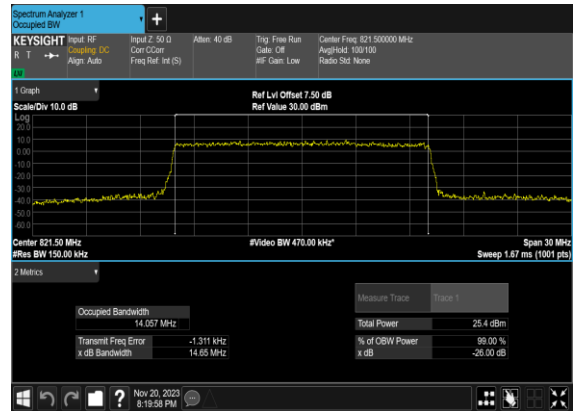 Spectrum Analyzer 1
Occupied BW
+
KEYSIGHT Input: RF Input Z: 50 Ω Atten: 40 dB Trig: Free Run Center Freq: 821.500000 MHz
R T Coupling: DC Corr CCorr Gate: Off Avg|Hold: 100/100
Align: Auto Freq Ref: Int (S) #IF Gain: Low Radio Std: None
1 Graph
Ref Lvl Offset 7.50 dB
Scale/Div 10.0 dB Ref Value 30.00 dBm
Log
20.0
10.0
0.00
-10.0
-20.0
-30.0
-40.0
-50.0
-60.0
Center 821.50 MHz #Video BW 470.00 kHz* Span 30 MHz
#Res BW 150.00 kHz Sweep 1.67 ms (1001 pts)
2 Metrics
Measure Trace Trace 1
Occupied Bandwidth
14.057 MHz Total Power 25.4 dBm
Transmit Freq Error -1.311 kHz % of OBW Power 99.00 %
x dB Bandwidth 14.65 MHz x dB -26.00 dB
? Nov 20, 2023
8:19:58 PM